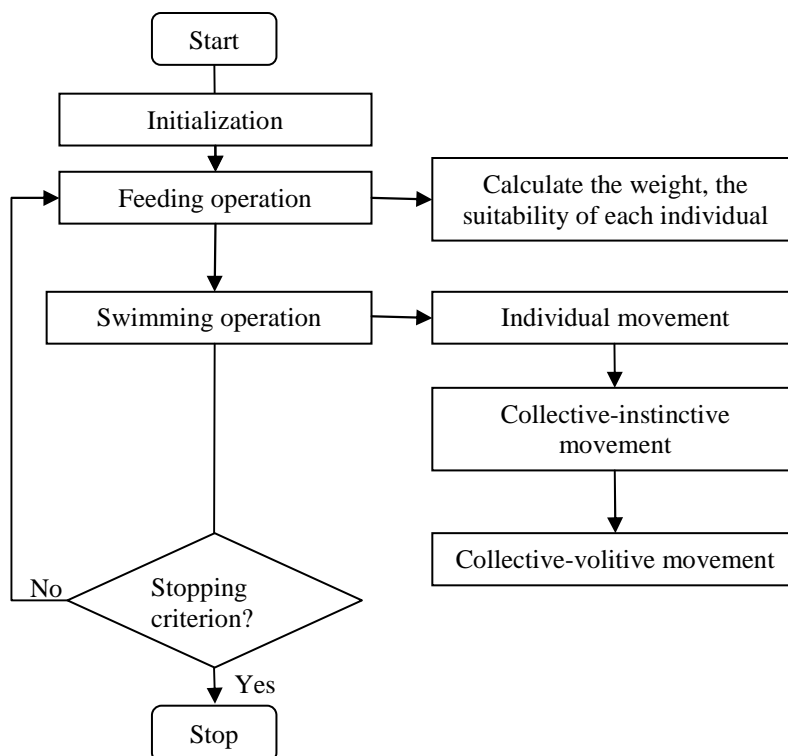 Start
Initialization
Feeding operation
Calculate the weight, the
suitability of each individual
Swimming operation
Individual movement
Collective-instinctive
movement
Collective-volitive movement
No
Stopping
criterion?
Yes
Stop